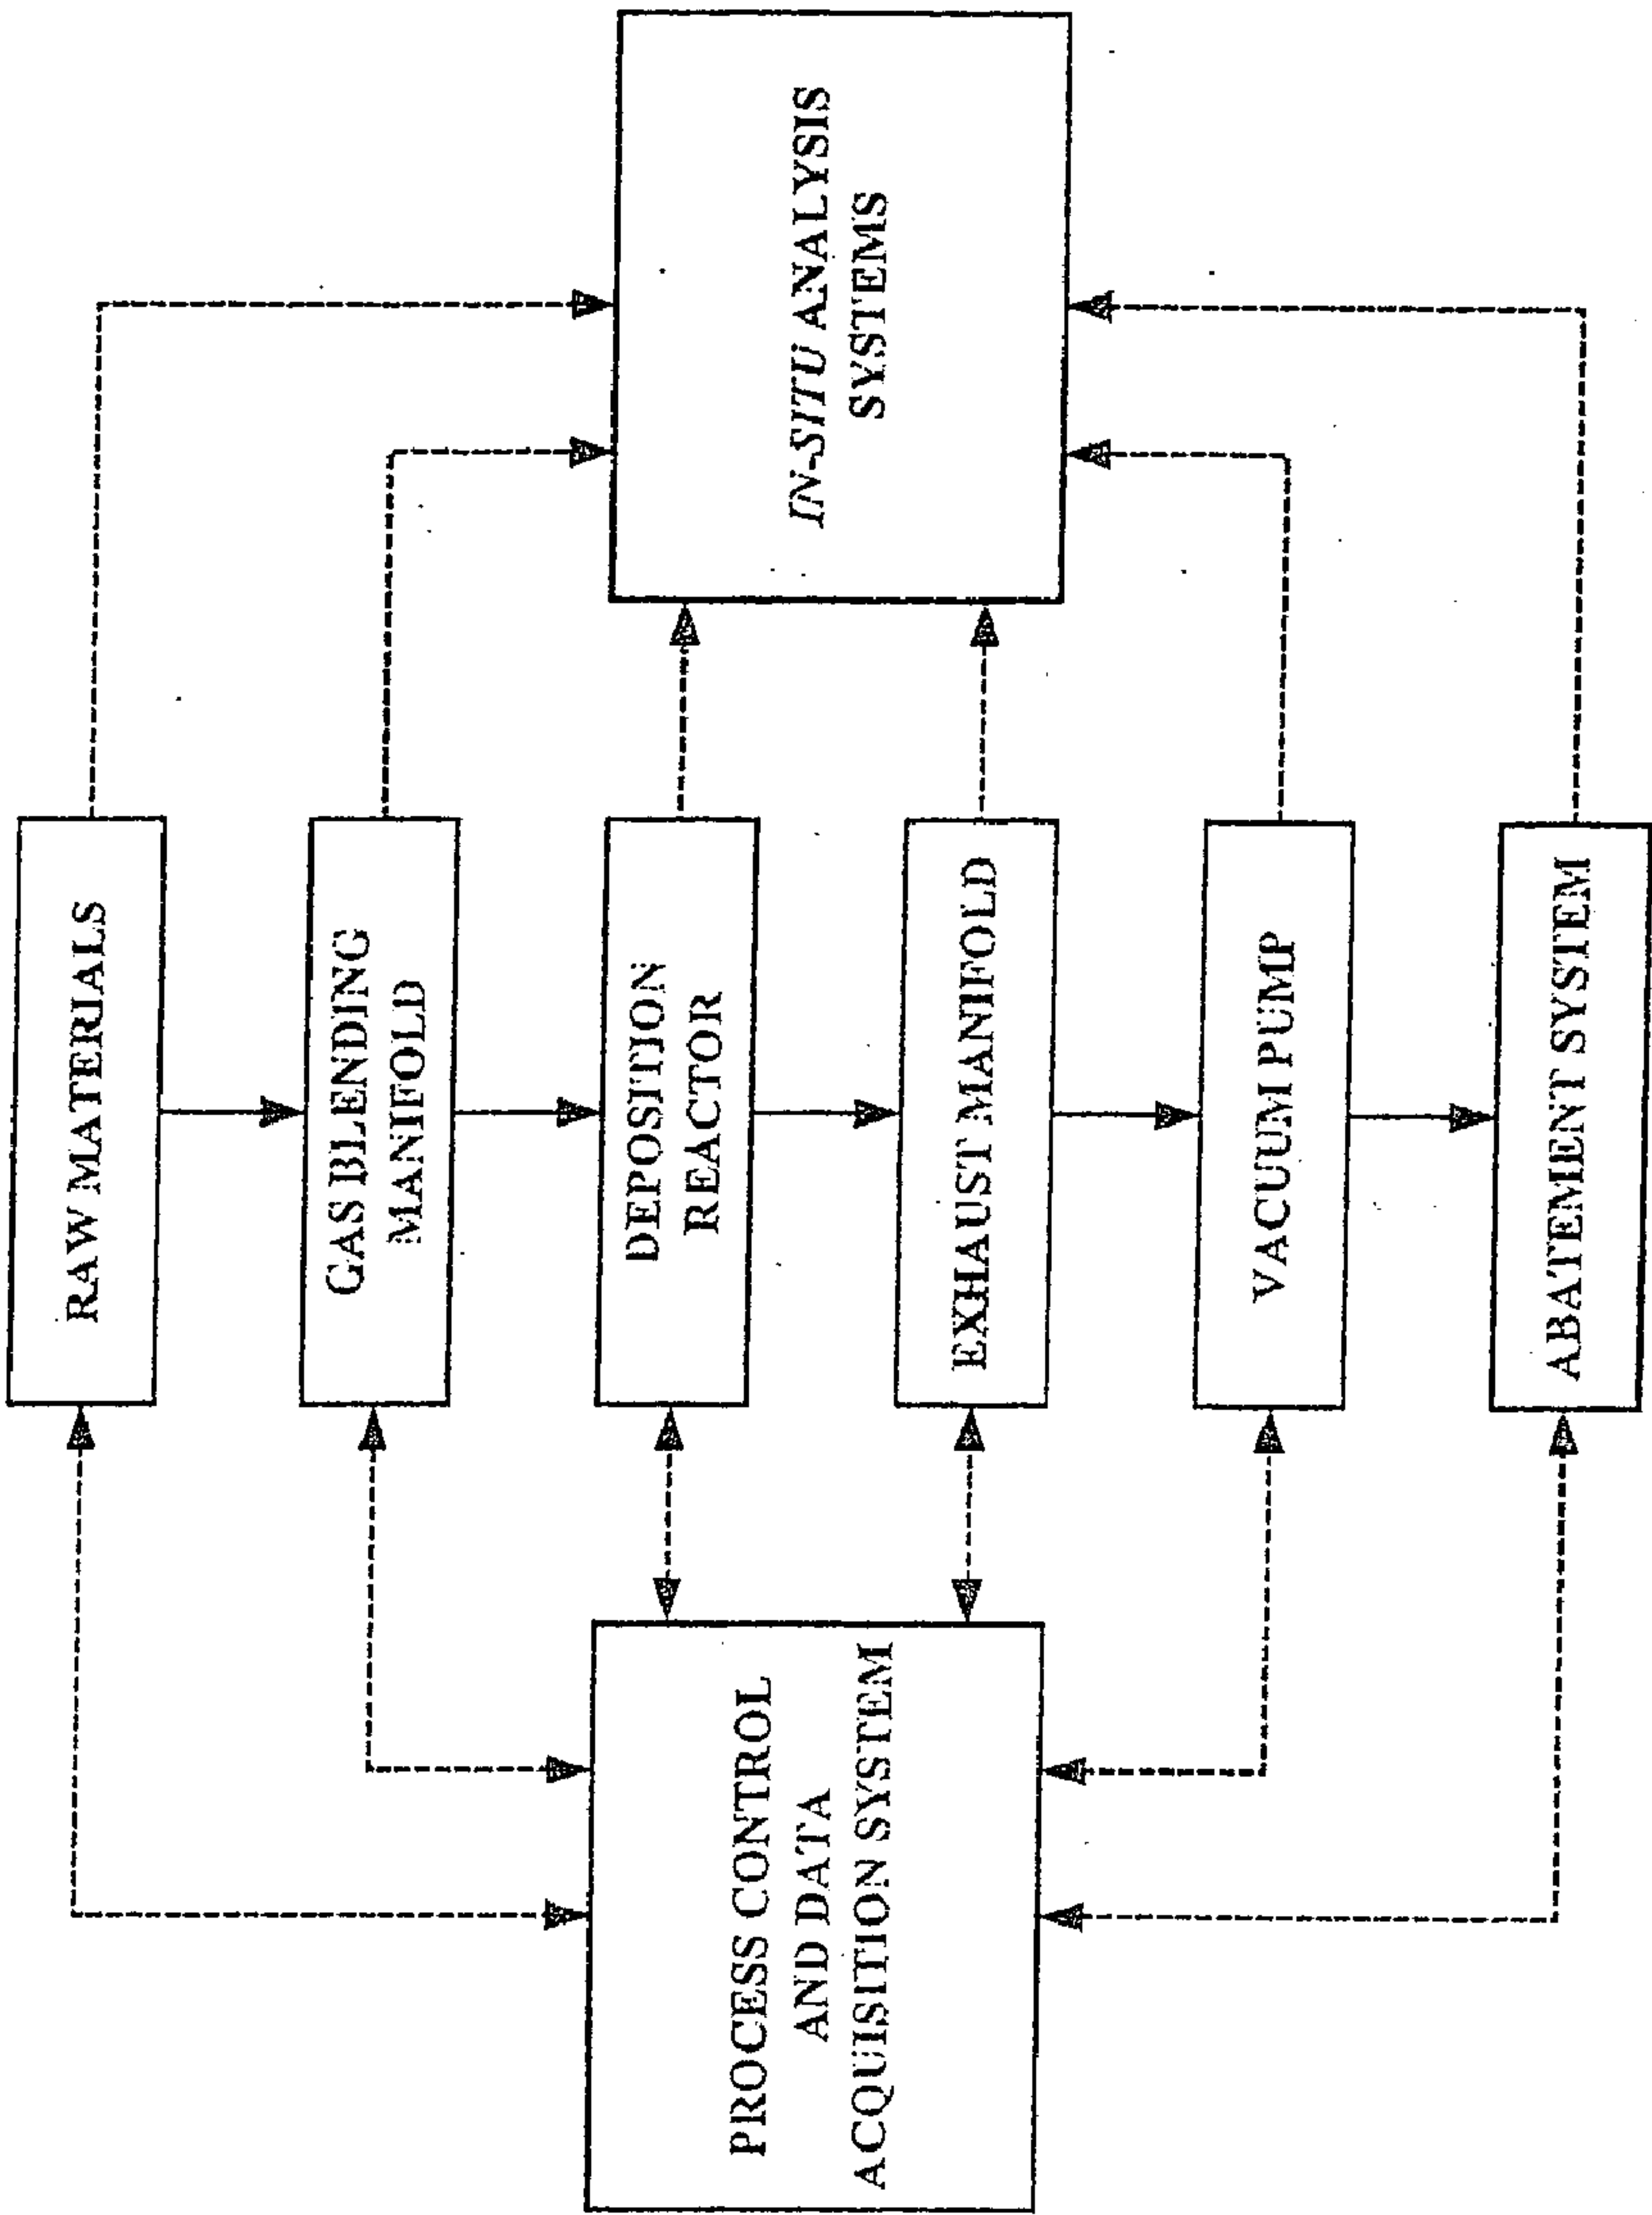 RAW MATERIALS
GAS BLENDING
MANIFOLD
DEPOSITION
REACTOR
EXHAUST MANIFOLD
VACUUM PUMP
ABATEMENT SYSTEM
PROCESS CONTROL
AND DATA
ACQUISITION SYSTEM
IN-SITU ANALYSIS
SYSTEMS